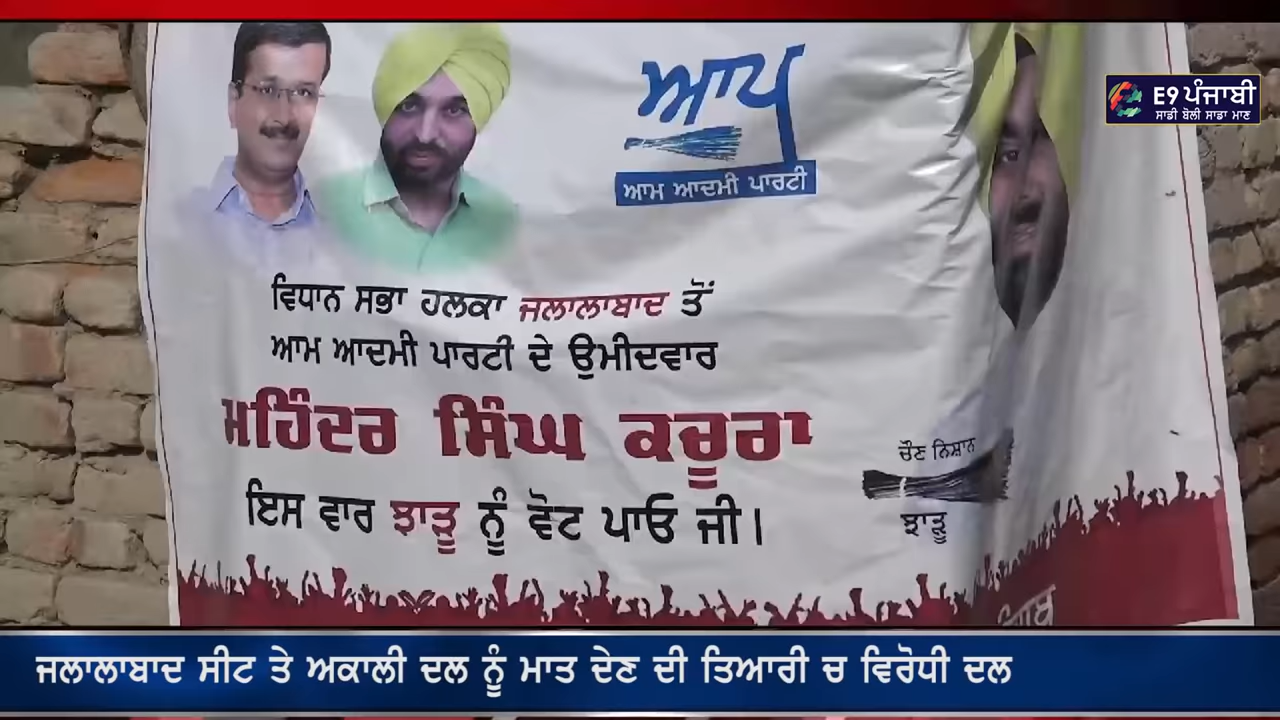 ਆਪ
ਆਮ ਆਦਮੀ ਪਾਰਟੀ
E9 ਪੰਜਾਬੀ
ਸਾਡੀ ਬੋਲੀ ਸਾਡਾ ਮਾਣ
ਵਿਧਾਨ ਸਭਾ ਹਲਕਾ ਜਲਾਲਾਬਾਦ ਤੋਂ
ਆਮ ਆਦਮੀ ਪਾਰਟੀ ਦੇ ਉਮੀਦਵਾਰ
ਮਹਿੰਦਰ ਸਿੰਘ ਕਚੂਰਾ
ਇਸ ਵਾਰ ਝਾੜੂ ਨੂੰ ਵੋਟ ਪਾਓ ਜੀ।
ਚੌਣ ਨਿਸ਼ਾਨ
ਝਾੜੂ
ਜਲਾਲਾਬਾਦ ਸੀਟ ਤੇ ਅਕਾਲੀ ਦਲ ਨੂੰ ਮਾਤ ਦੇਣ ਦੀ ਤਿਆਰੀ ਚ ਵਿਰੋਧੀ ਦਲ